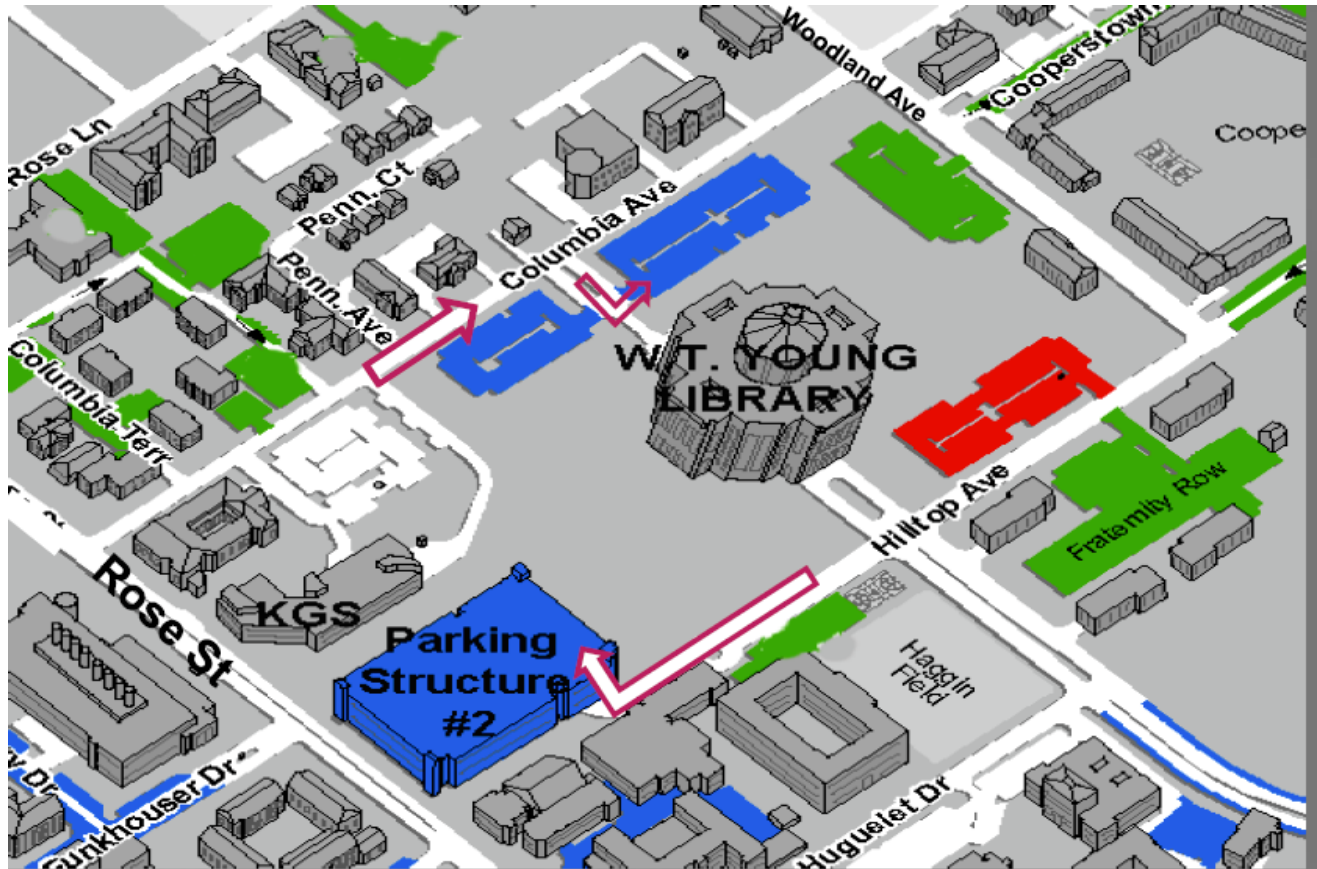 Woodland Ave
Cooperstown
Coope
Rose Ln
Penn. Ct
Columbia Ave
Penn. Ave
Columbia Terr
W.T. YOUNG
LIBRARY
Hilltop Ave
Fraternity Row
Rose St
KGS
Parking
Structure
#2
Haggin
Field
Funkhouser Dr
Dr
Huguelet Dr